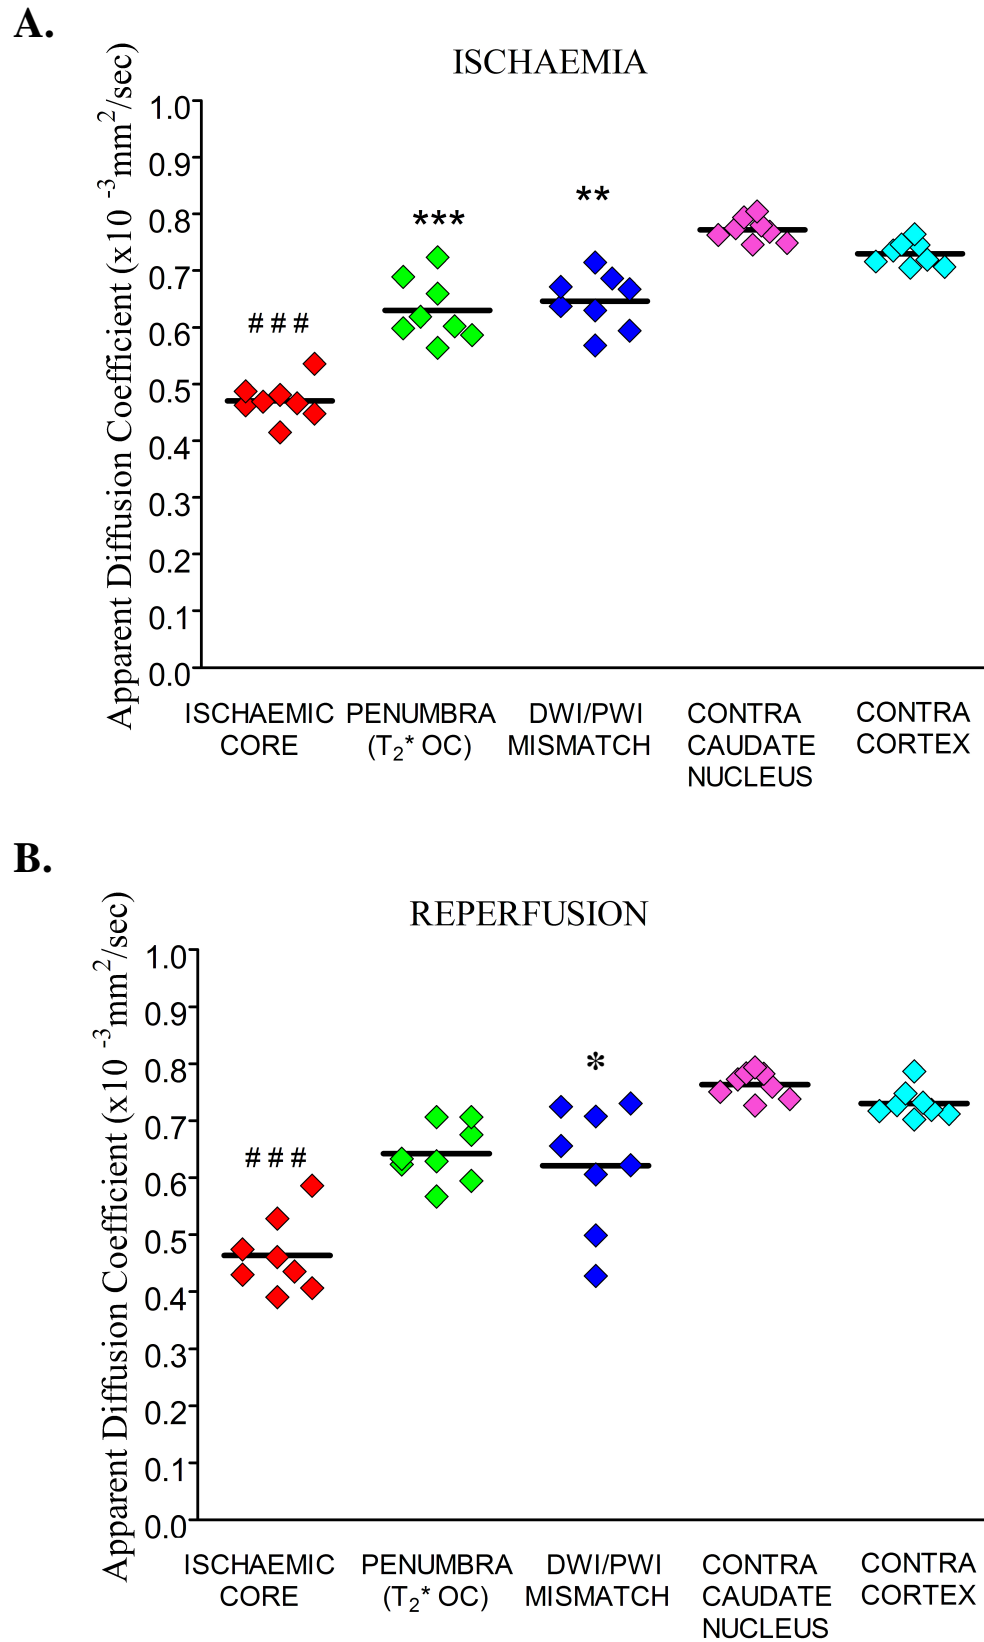 A.
ISCHAEMIA
Apparent Diffusion Coefficient (x10 -3mm2/sec)
1.0
0.9
0.8
0.7
0.6
0.5
0.4
0.3
0.2
0.1
0.0
***
**
###
ISCHAEMIC CORE
PENUMBRA (T2* OC)
DWI/PWI MISMATCH
CONTRA CAUDATE NUCLEUS
CONTRA CORTEX
B.
REPERFUSION
Apparent Diffusion Coefficient (x10 -3mm2/sec)
1.0
0.9
0.8
0.7
0.6
0.5
0.4
0.3
0.2
0.1
0.0
*
###
ISCHAEMIC CORE
PENUMBRA (T2* OC)
DWI/PWI MISMATCH
CONTRA CAUDATE NUCLEUS
CONTRA CORTEX